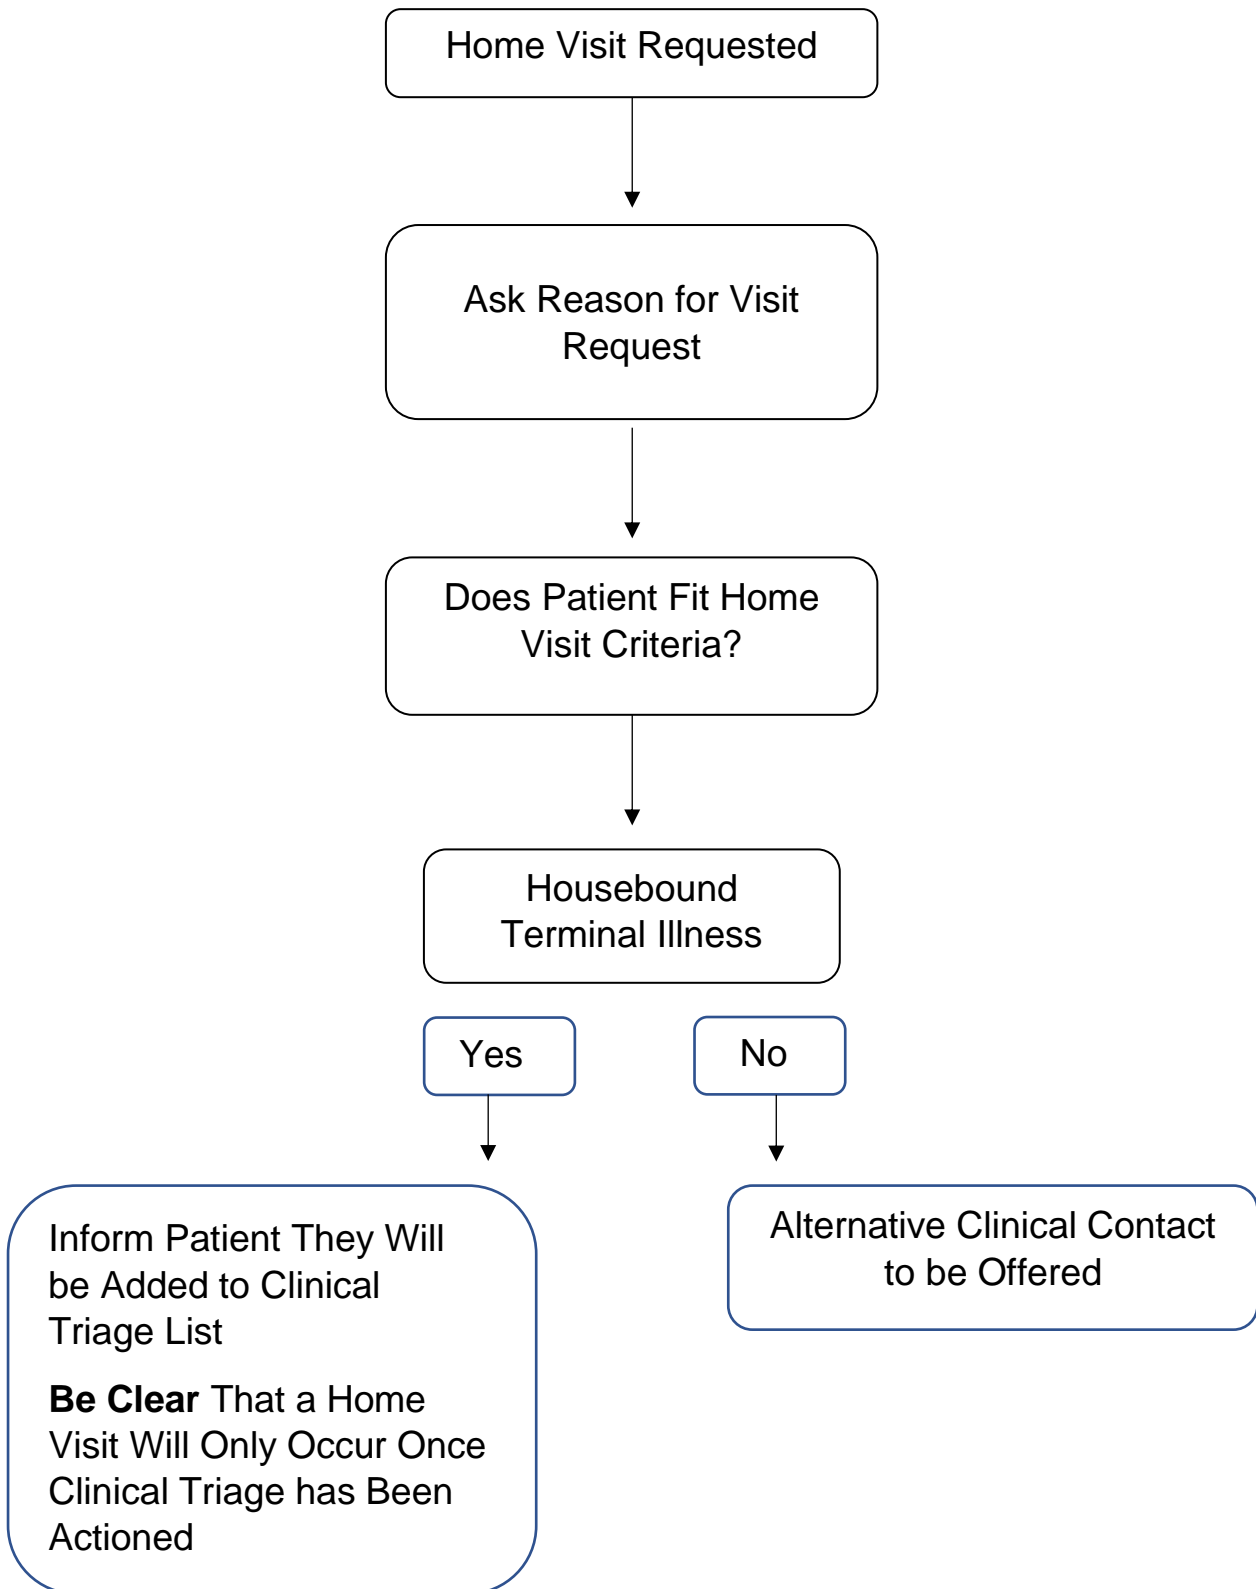 Home Visit Requested
Ask Reason for Visit
Request
Does Patient Fit Home
Visit Criteria?
Housebound
Terminal Illness
Yes
No
Inform Patient They Will
be Added to Clinical
Triage List
Be Clear That a Home
Visit Will Only Occur Once
Clinical Triage has Been
Actioned
Alternative Clinical Contact
to be Offered